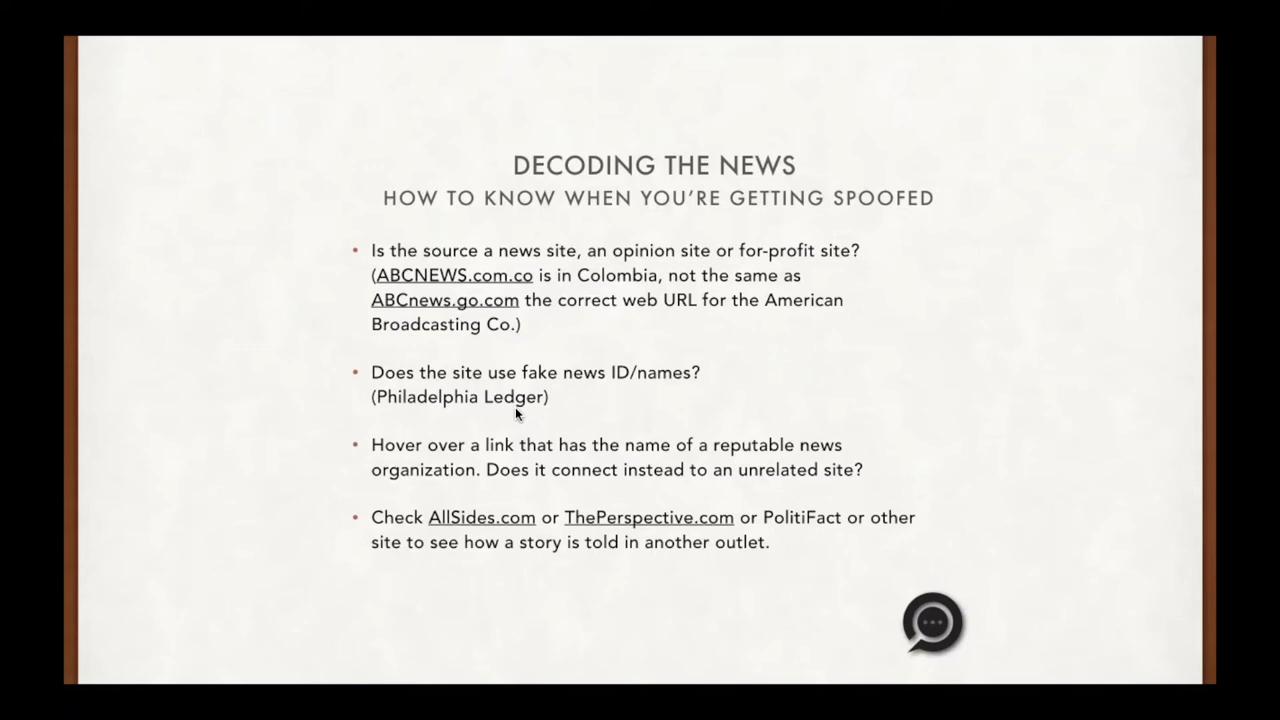 DECODING THE NEWS
HOW TO KNOW WHEN YOU'RE GETTING SPOOFED
• Is the source a news site, an opinion site or for-profit site?
(ABCNEWS.com.co is in Colombia, not the same as
ABCnews.go.com the correct web URL for the American
Broadcasting Co.)
• Does the site use fake news ID/names?
(Philadelphia Ledger)
• Hover over a link that has the name of a reputable news
organization. Does it connect instead to an unrelated site?
• Check AllSides.com or ThePerspective.com or PolitiFact or other
site to see how a story is told in another outlet.